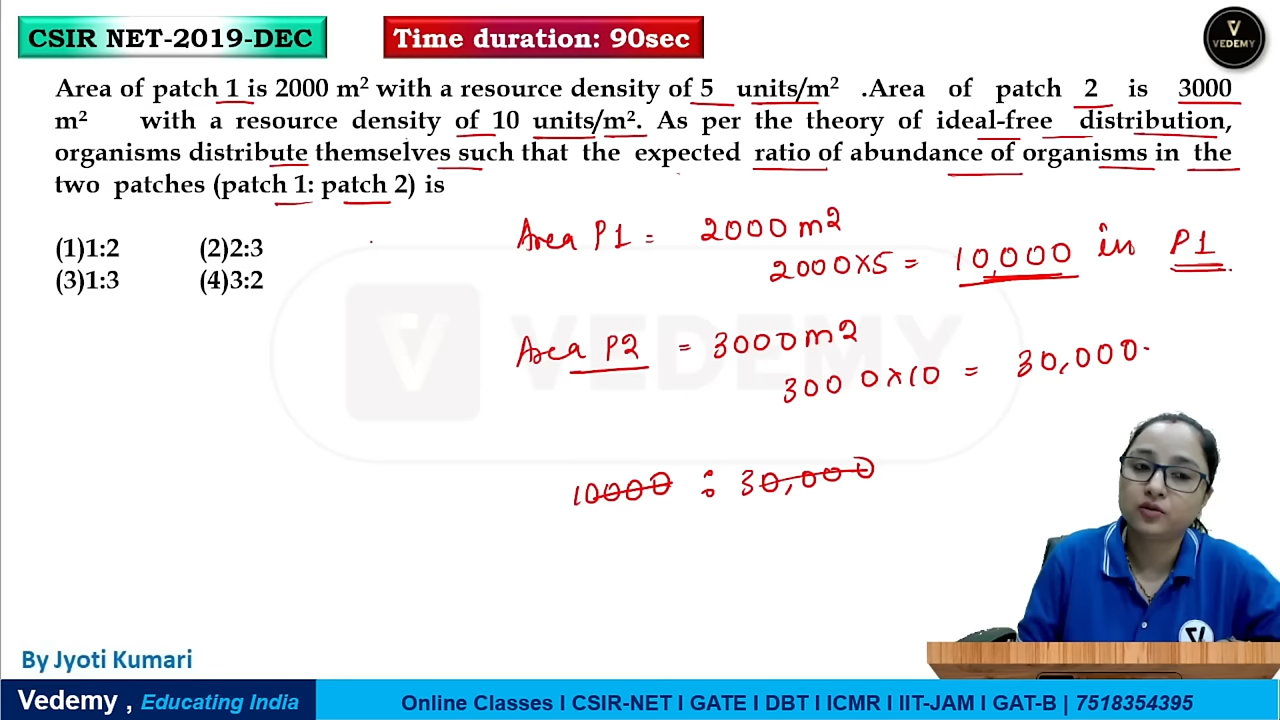 CSIR NET-2019-DEC
Time duration: 90sec
VEDEMY
Area of patch 1 is 2000 m² with a resource density of 5 units/m² .Area of patch 2 is 3000
m² with a resource density of 10 units/m². As per the theory of ideal-free distribution,
organisms distribute themselves such that the expected ratio of abundance of organisms in the
two patches (patch 1: patch 2) is
(1)1:2 (2)2:3
(3)1:3 (4)3:2
Area P1 = 2000 m2
2000x5 = 10,000 in P1
Area P2 = 3000 m2
3000x10 = 30,000.
10000 : 30,000
VEDEMY
By Jyoti Kumari
Vedemy , Educating India
Online Classes I CSIR-NET I GATE I DBT I ICMR I IIT-JAM I GAT-B | 7518354395